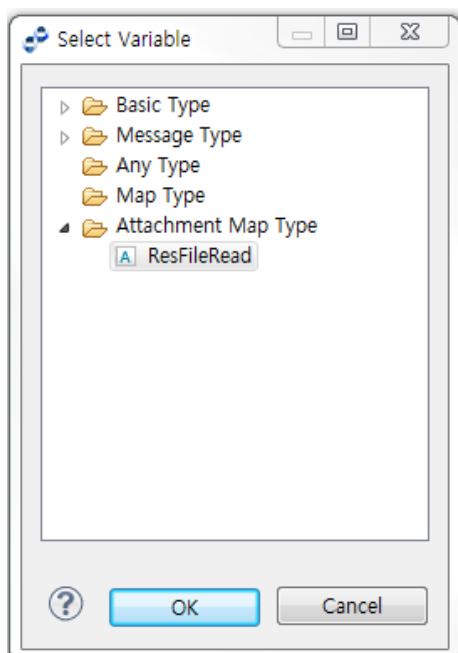 Select Variable
Basic Type
Message Type
Any Type
Map Type
Attachment Map Type
A ResFileRead
? OK Cancel